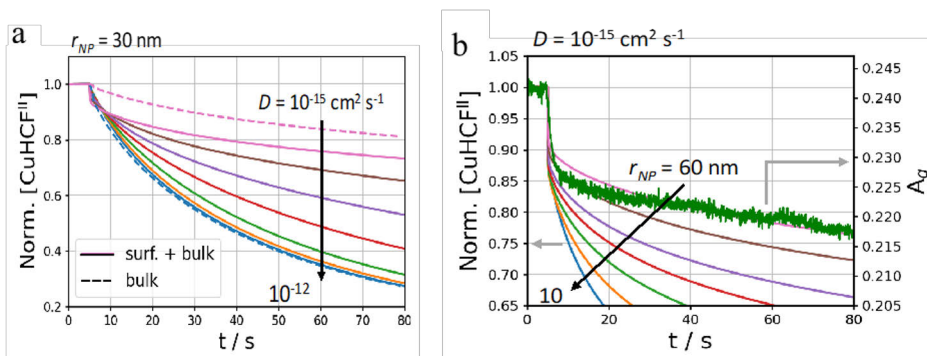 a
r_NP = 30 nm
Norm. [CuHCF^II]
1.0
0.8
0.6
0.4
0.2
D = 10^-15 cm^2 s^-1
surf. + bulk
bulk
10^-12
0 10 20 30 40 50 60 70 80
t / s
b
D = 10^-15 cm^2 s^-1
Norm. [CuHCF^II]
1.05
1.00
0.95
0.90
0.85
0.80
0.75
0.70
0.65
r_NP = 60 nm
10
0.245
0.240
0.235
0.230
0.225
0.220
0.215
0.210
0.205
A_g
0 20 40 60 80
t / s